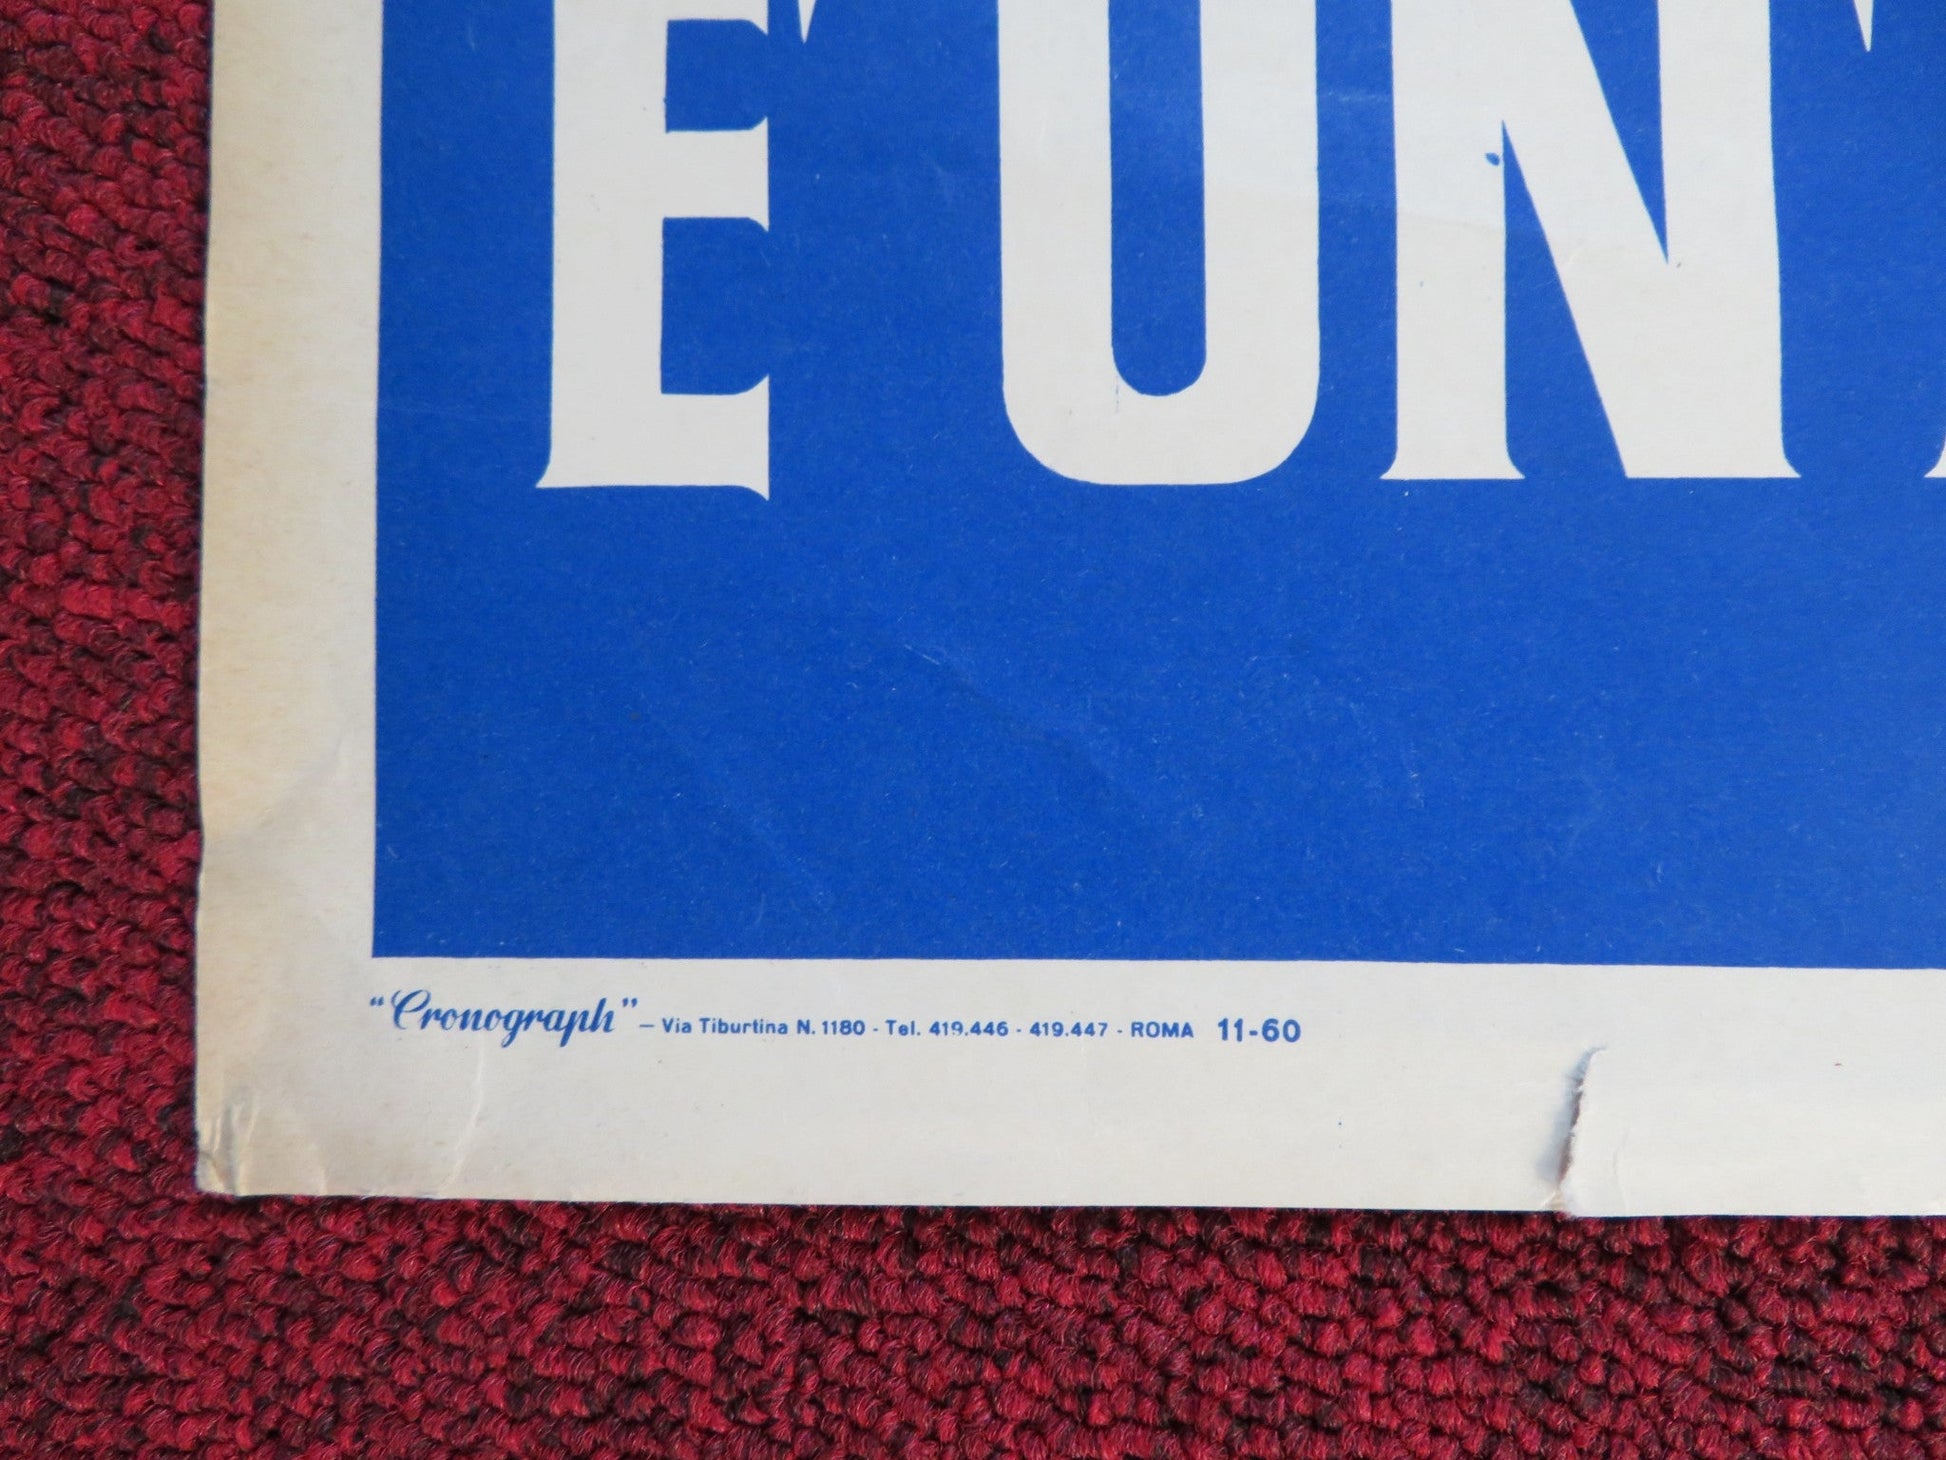 E UN
"Cronograph" – Via Tiburtina N. 1180 - Tel. 419.446 - 419.447 - ROMA 11-60